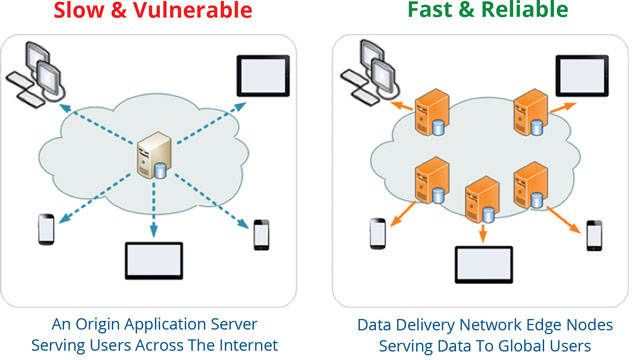 Slow & Vulnerable
Fast & Reliable
An Origin Application Server
Serving Users Across The Internet
Data Delivery Network Edge Nodes
Serving Data To Global Users